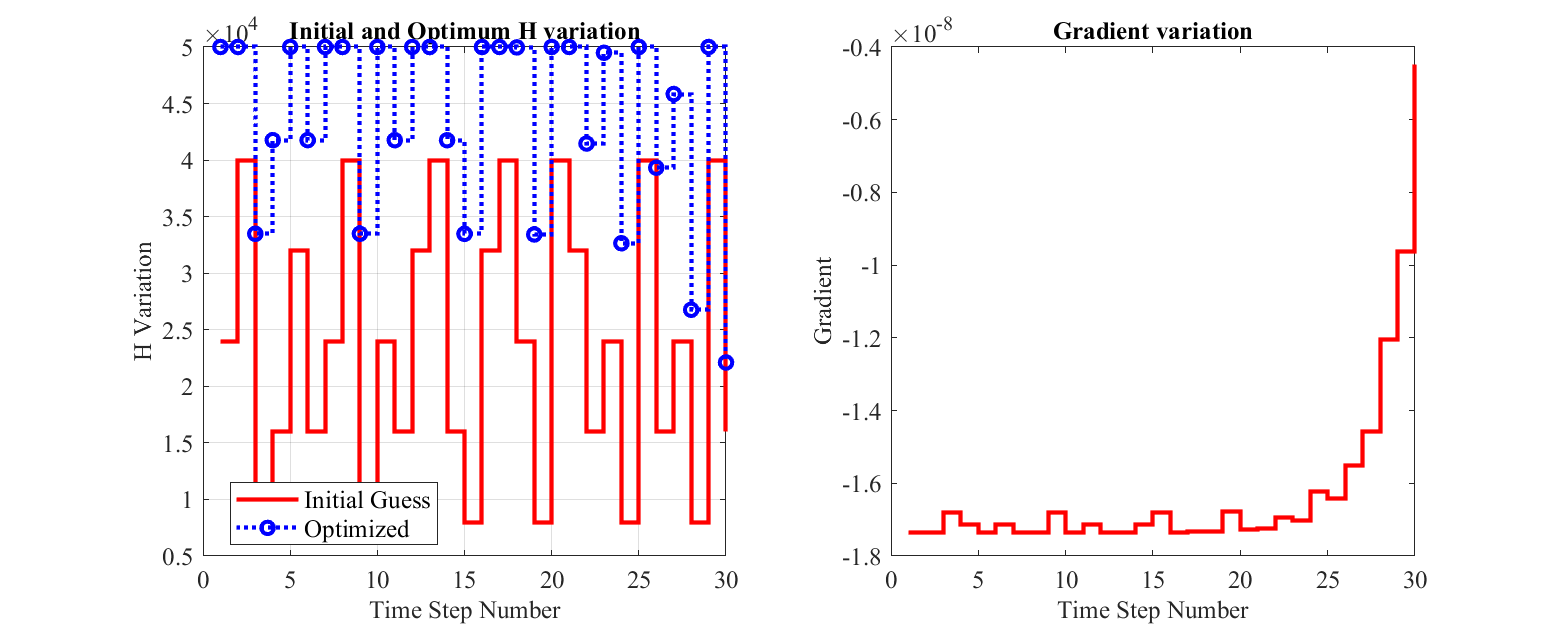 Initial and Optimum H variation
×10^4
5
4.5
4
3.5
3
2.5
2
1.5
1
0.5
H Variation
Initial Guess
Optimized
0 5 10 15 20 25 30
Time Step Number
Gradient variation
×10^-8
-0.4
-0.6
-0.8
-1
-1.2
-1.4
-1.6
-1.8
Gradient
0 5 10 15 20 25 30
Time Step Number